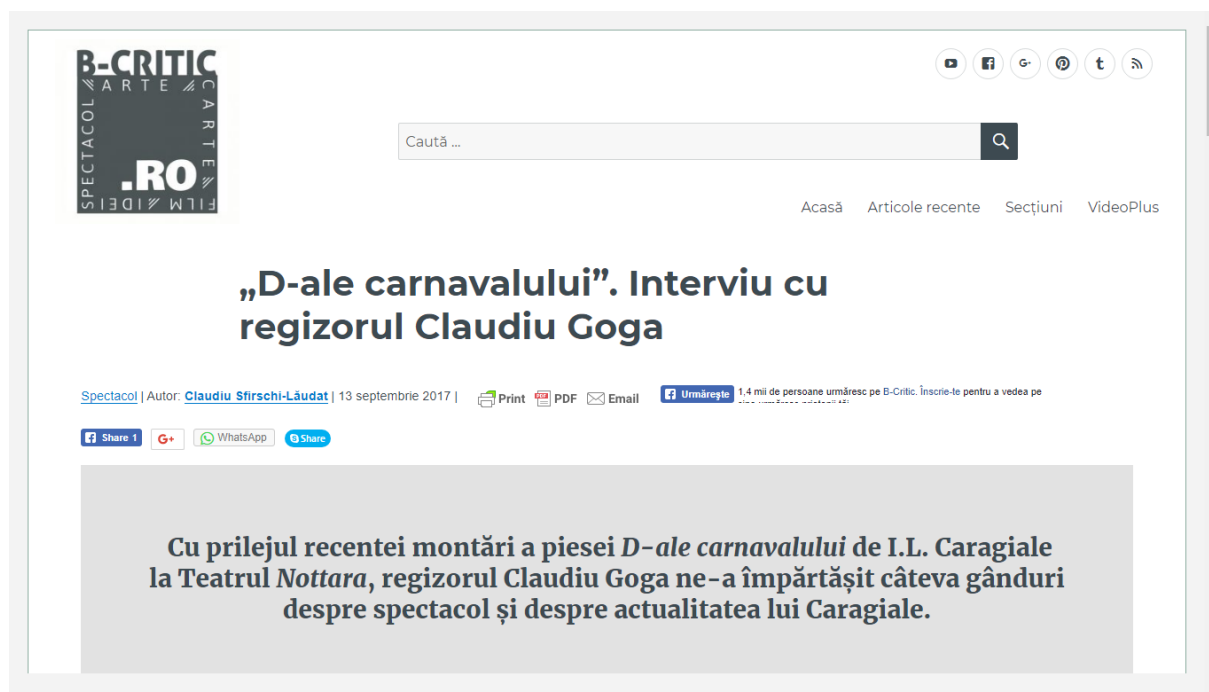 B-CRITIC
ARTE
CARTE
SPECTACOL
.RO
FILM IDEI
Caută ...
Acasă Articole recente Secțiuni VideoPlus
„D-ale carnavalului”. Interviu cu
regizorul Claudiu Goga
Spectacol | Autor: Claudiu Sfirschi-Lăudat | 13 septembrie 2017 | Print PDF Email Urmărește 1,4 mii de persoane urmăresc pe B-Critic. Înscrie-te pentru a vedea pe
Share 1 G+ WhatsApp Share
Cu prilejul recentei montări a piesei D-ale carnavalului de I.L. Caragiale
la Teatrul Nottara, regizorul Claudiu Goga ne-a împărtășit câteva gânduri
despre spectacol și despre actualitatea lui Caragiale.